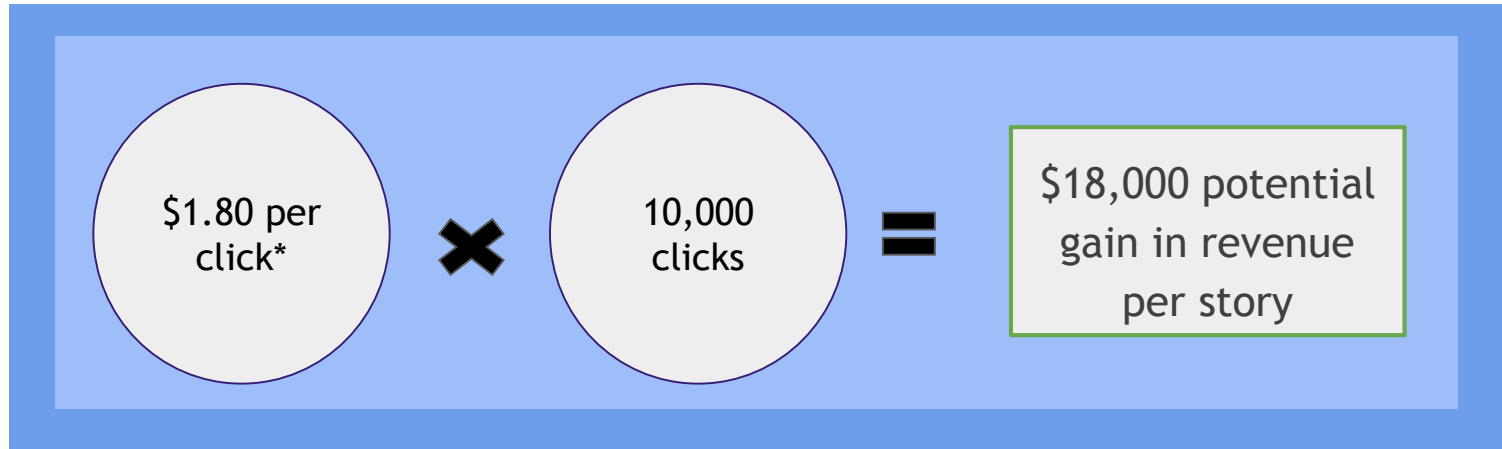 $1.80 per
click*
10,000
clicks
$18,000 potential
gain in revenue
per story